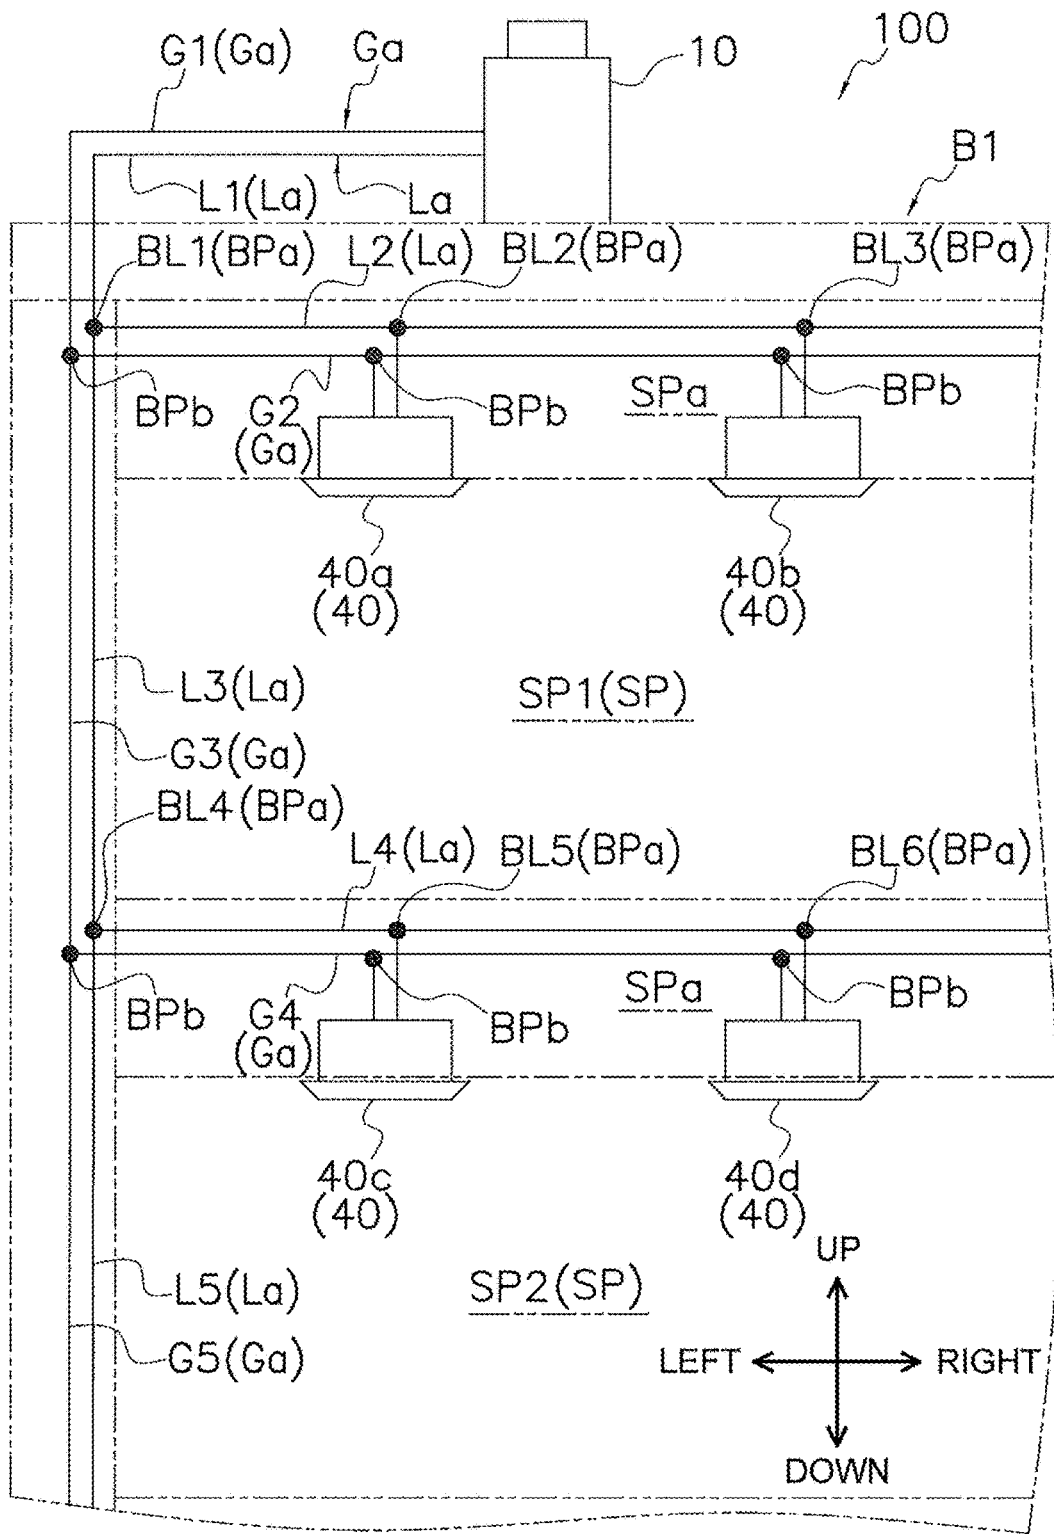 100
G1(Ga)
Ga
10
B1
L1(La)
La
BL1(BPa)
L2(La)
BL2(BPa)
BL3(BPa)
BPb
G2
(Ga)
BPb
SPa
BPb
40a
(40)
40b
(40)
L3(La)
SP1(SP)
G3(Ga)
BL4(BPa)
L4(La)
BL5(BPa)
BL6(BPa)
BPb
G4
(Ga)
BPb
SPa
BPb
40c
(40)
40d
(40)
UP
L5(La)
SP2(SP)
G5(Ga)
LEFT
RIGHT
DOWN